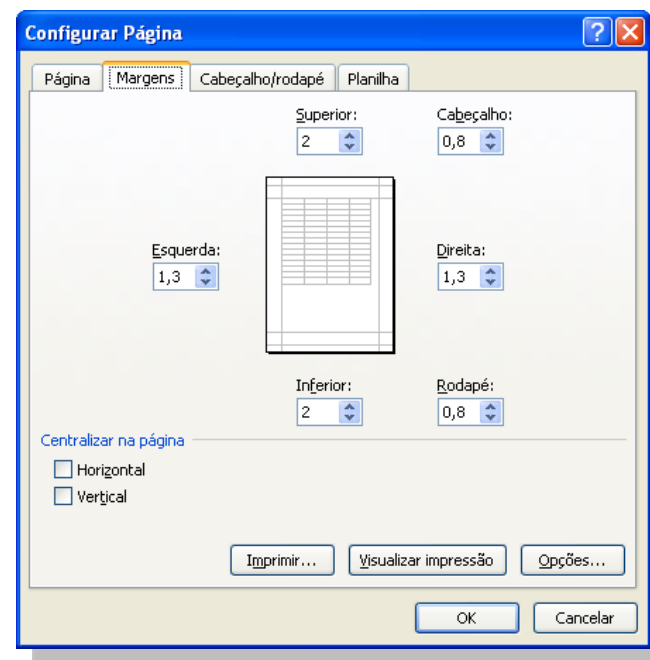 Configurar Página
Página Margens Cabeçalho/rodapé Planilha
Superior: Cabeçalho:
2 0,8
Esquerda: Direita:
1,3 1,3
Inferior: Rodapé:
2 0,8
Centralizar na página
Horizontal
Vertical
Imprimir... Visualizar impressão Opções...
OK Cancelar